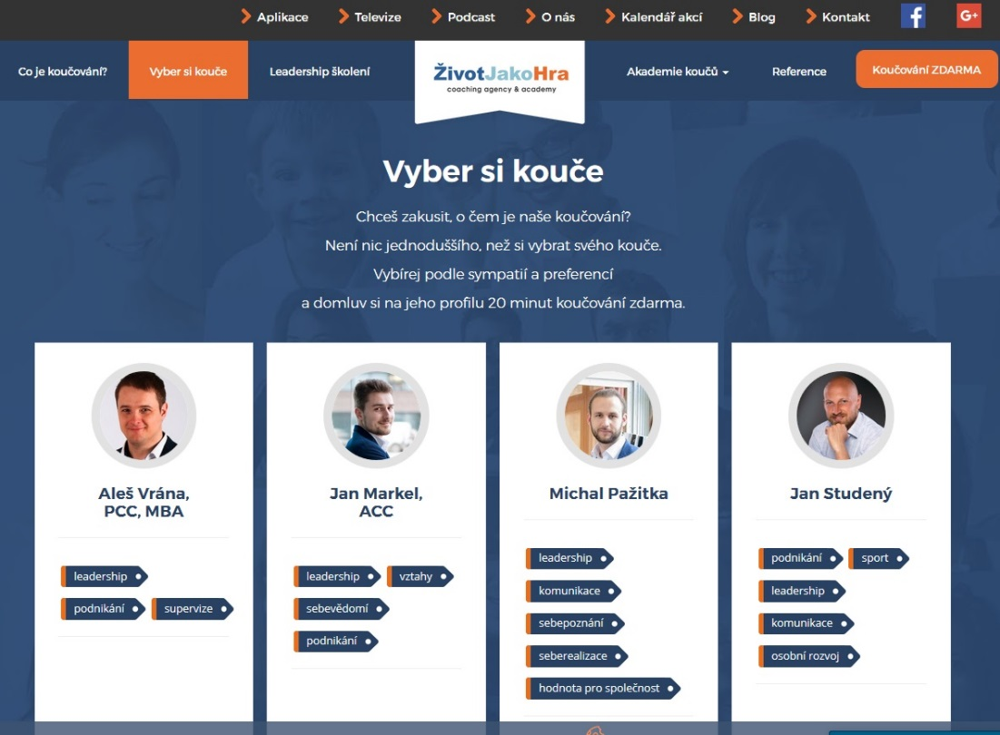 Aplikace
Televize
Podcast
O nás
Kalendář akcí
Blog
Kontakt
f
G+
Co je koučování?
Vyber si kouče
Leadership školení
ŽivotJakoHra
coaching agency & academy
Akademie koučů
Reference
Koučování ZDARMA
Vyber si kouče
Chceš zakusit, o čem je naše koučování?
Není nic jednoduššího, než si vybrat svého kouče.
Vybírej podle sympatií a preferencí
a domluv si na jeho profilu 20 minut koučování zdarma.
Aleš Vrána,
PCC, MBA
leadership
podnikání
supervize
Jan Markel,
ACC
leadership
vztahy
sebevědomí
podnikání
Michal Pažitka
leadership
komunikace
sebepoznání
seberealizace
hodnota pro společnost
Jan Studený
podnikání
sport
leadership
komunikace
osobní rozvoj